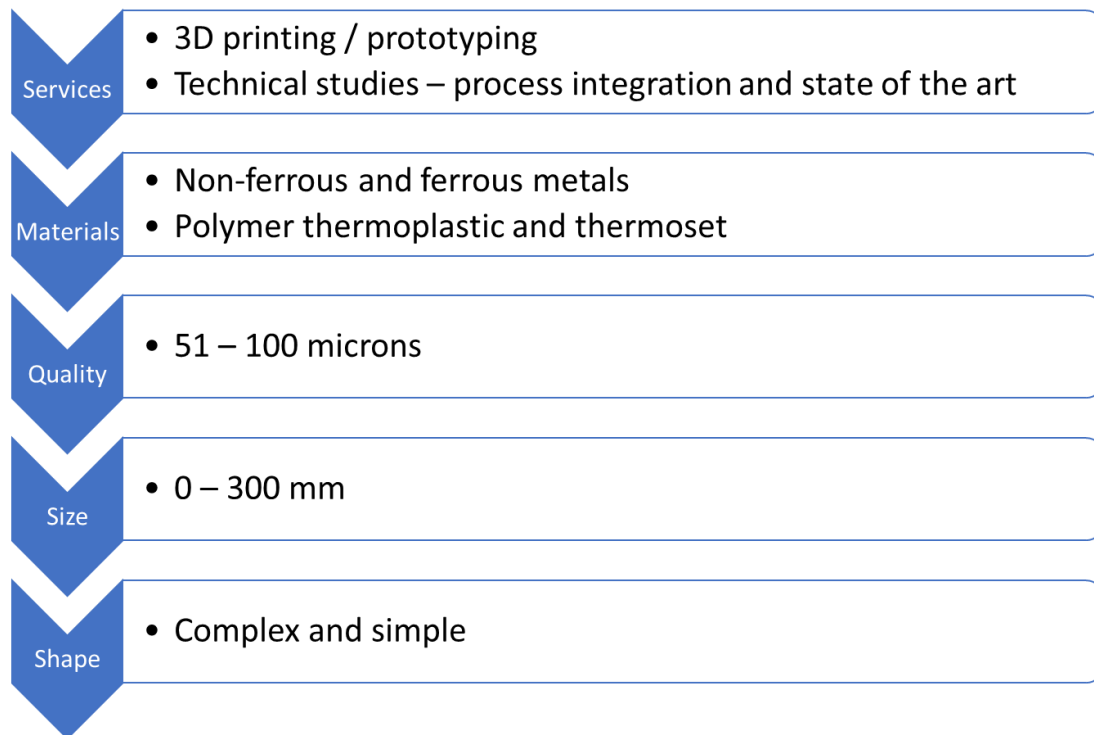 Services
• 3D printing / prototyping
• Technical studies – process integration and state of the art
Materials
• Non-ferrous and ferrous metals
• Polymer thermoplastic and thermoset
Quality
• 51 – 100 microns
Size
• 0 – 300 mm
Shape
• Complex and simple